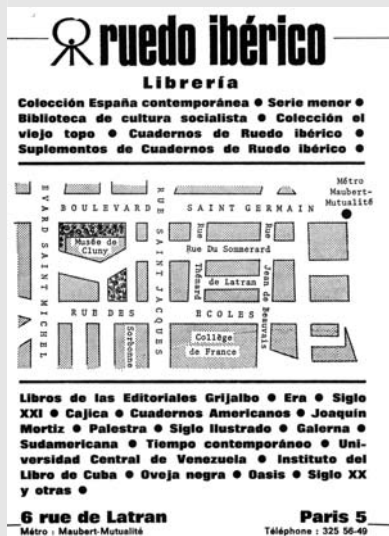 ruedo ibérico
Librería
Colección España contemporánea ● Serie menor ●
Biblioteca de cultura socialista ● Colección el
viejo topo ● Cuadernos de Ruedo ibérico ●
Suplementos de Cuadernos de Ruedo ibérico ●
Métro
Maubert-
Mutualité
BOULEVARD SAINT GERMAIN
EVARD SAINT MICHEL
RUE SAINT JACQUES
Musée de
Cluny
Rue
Rue
Rue Du Sommerard
Thénard
de Latran
Jean de Beauvais
RUE DES ECOLES
Sorbonne
Collège
de France
Libros de las Editoriales Grijalbo ● Era ● Siglo
XXI ● Cajica ● Cuadernos Americanos ● Joaquín
Mortiz ● Palestra ● Siglo Ilustrado ● Galerna ●
Sudamericana ● Tiempo contemporáneo ● Uni-
versidad Central de Venezuela ● Instituto del
Libro de Cuba ● Oveja negra ● Oasis ● Siglo XX
y otras ●
6 rue de Latran Paris 5
Métro : Maubert-Mutualité Téléphone : 325 56-49